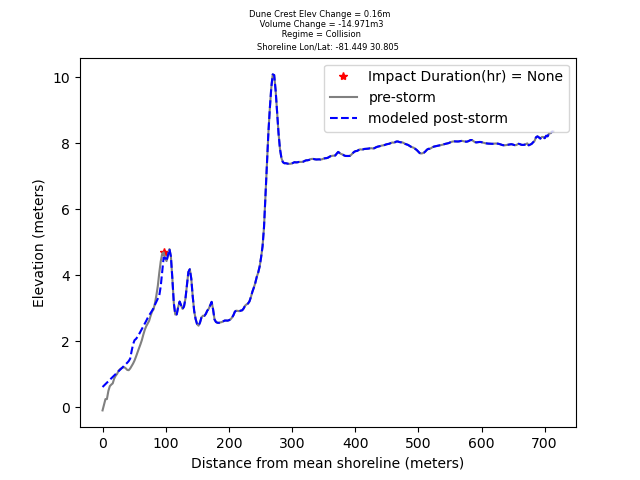 Dune Crest Elev Change = 0.16m
Volume Change = -14.971m3
Regime = Collision
Shoreline Lon/Lat: -81.449 30.805
Impact Duration(hr) = None
pre-storm
modeled post-storm
10
8
6
4
2
0
Elevation (meters)
0 100 200 300 400 500 600 700
Distance from mean shoreline (meters)